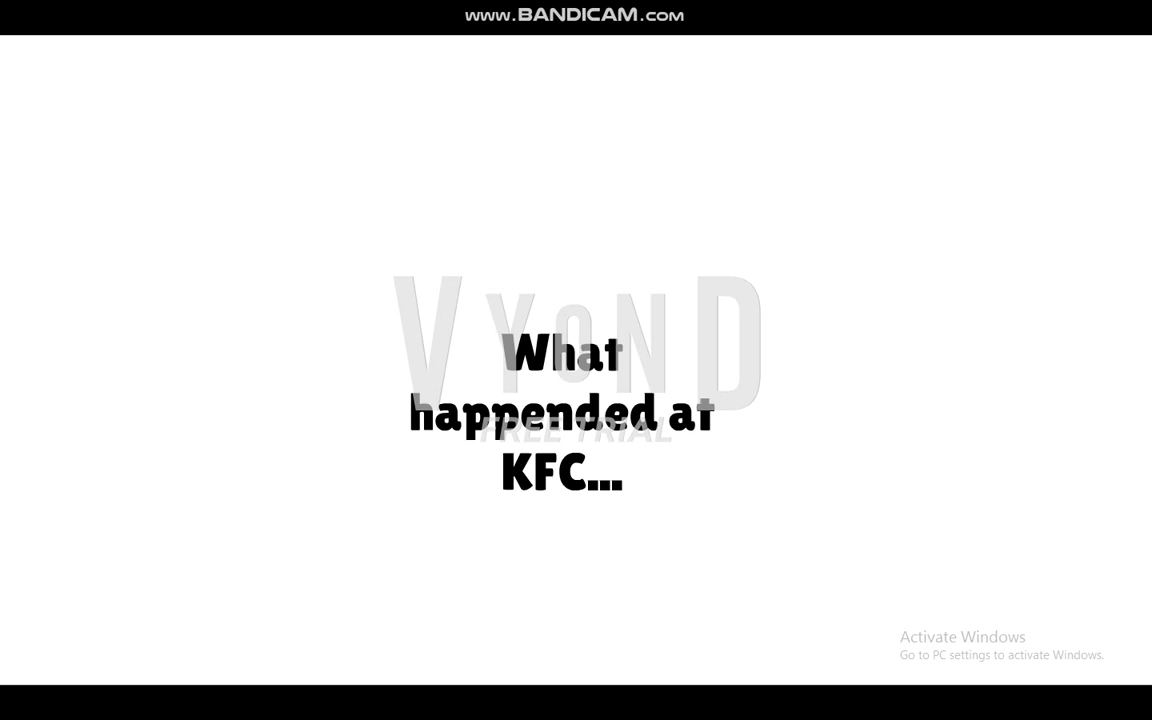 www.BANDICAM.com
VYOND
What
happended at
FREE TRIAL
KFC...
Activate Windows
Go to PC settings to activate Windows.